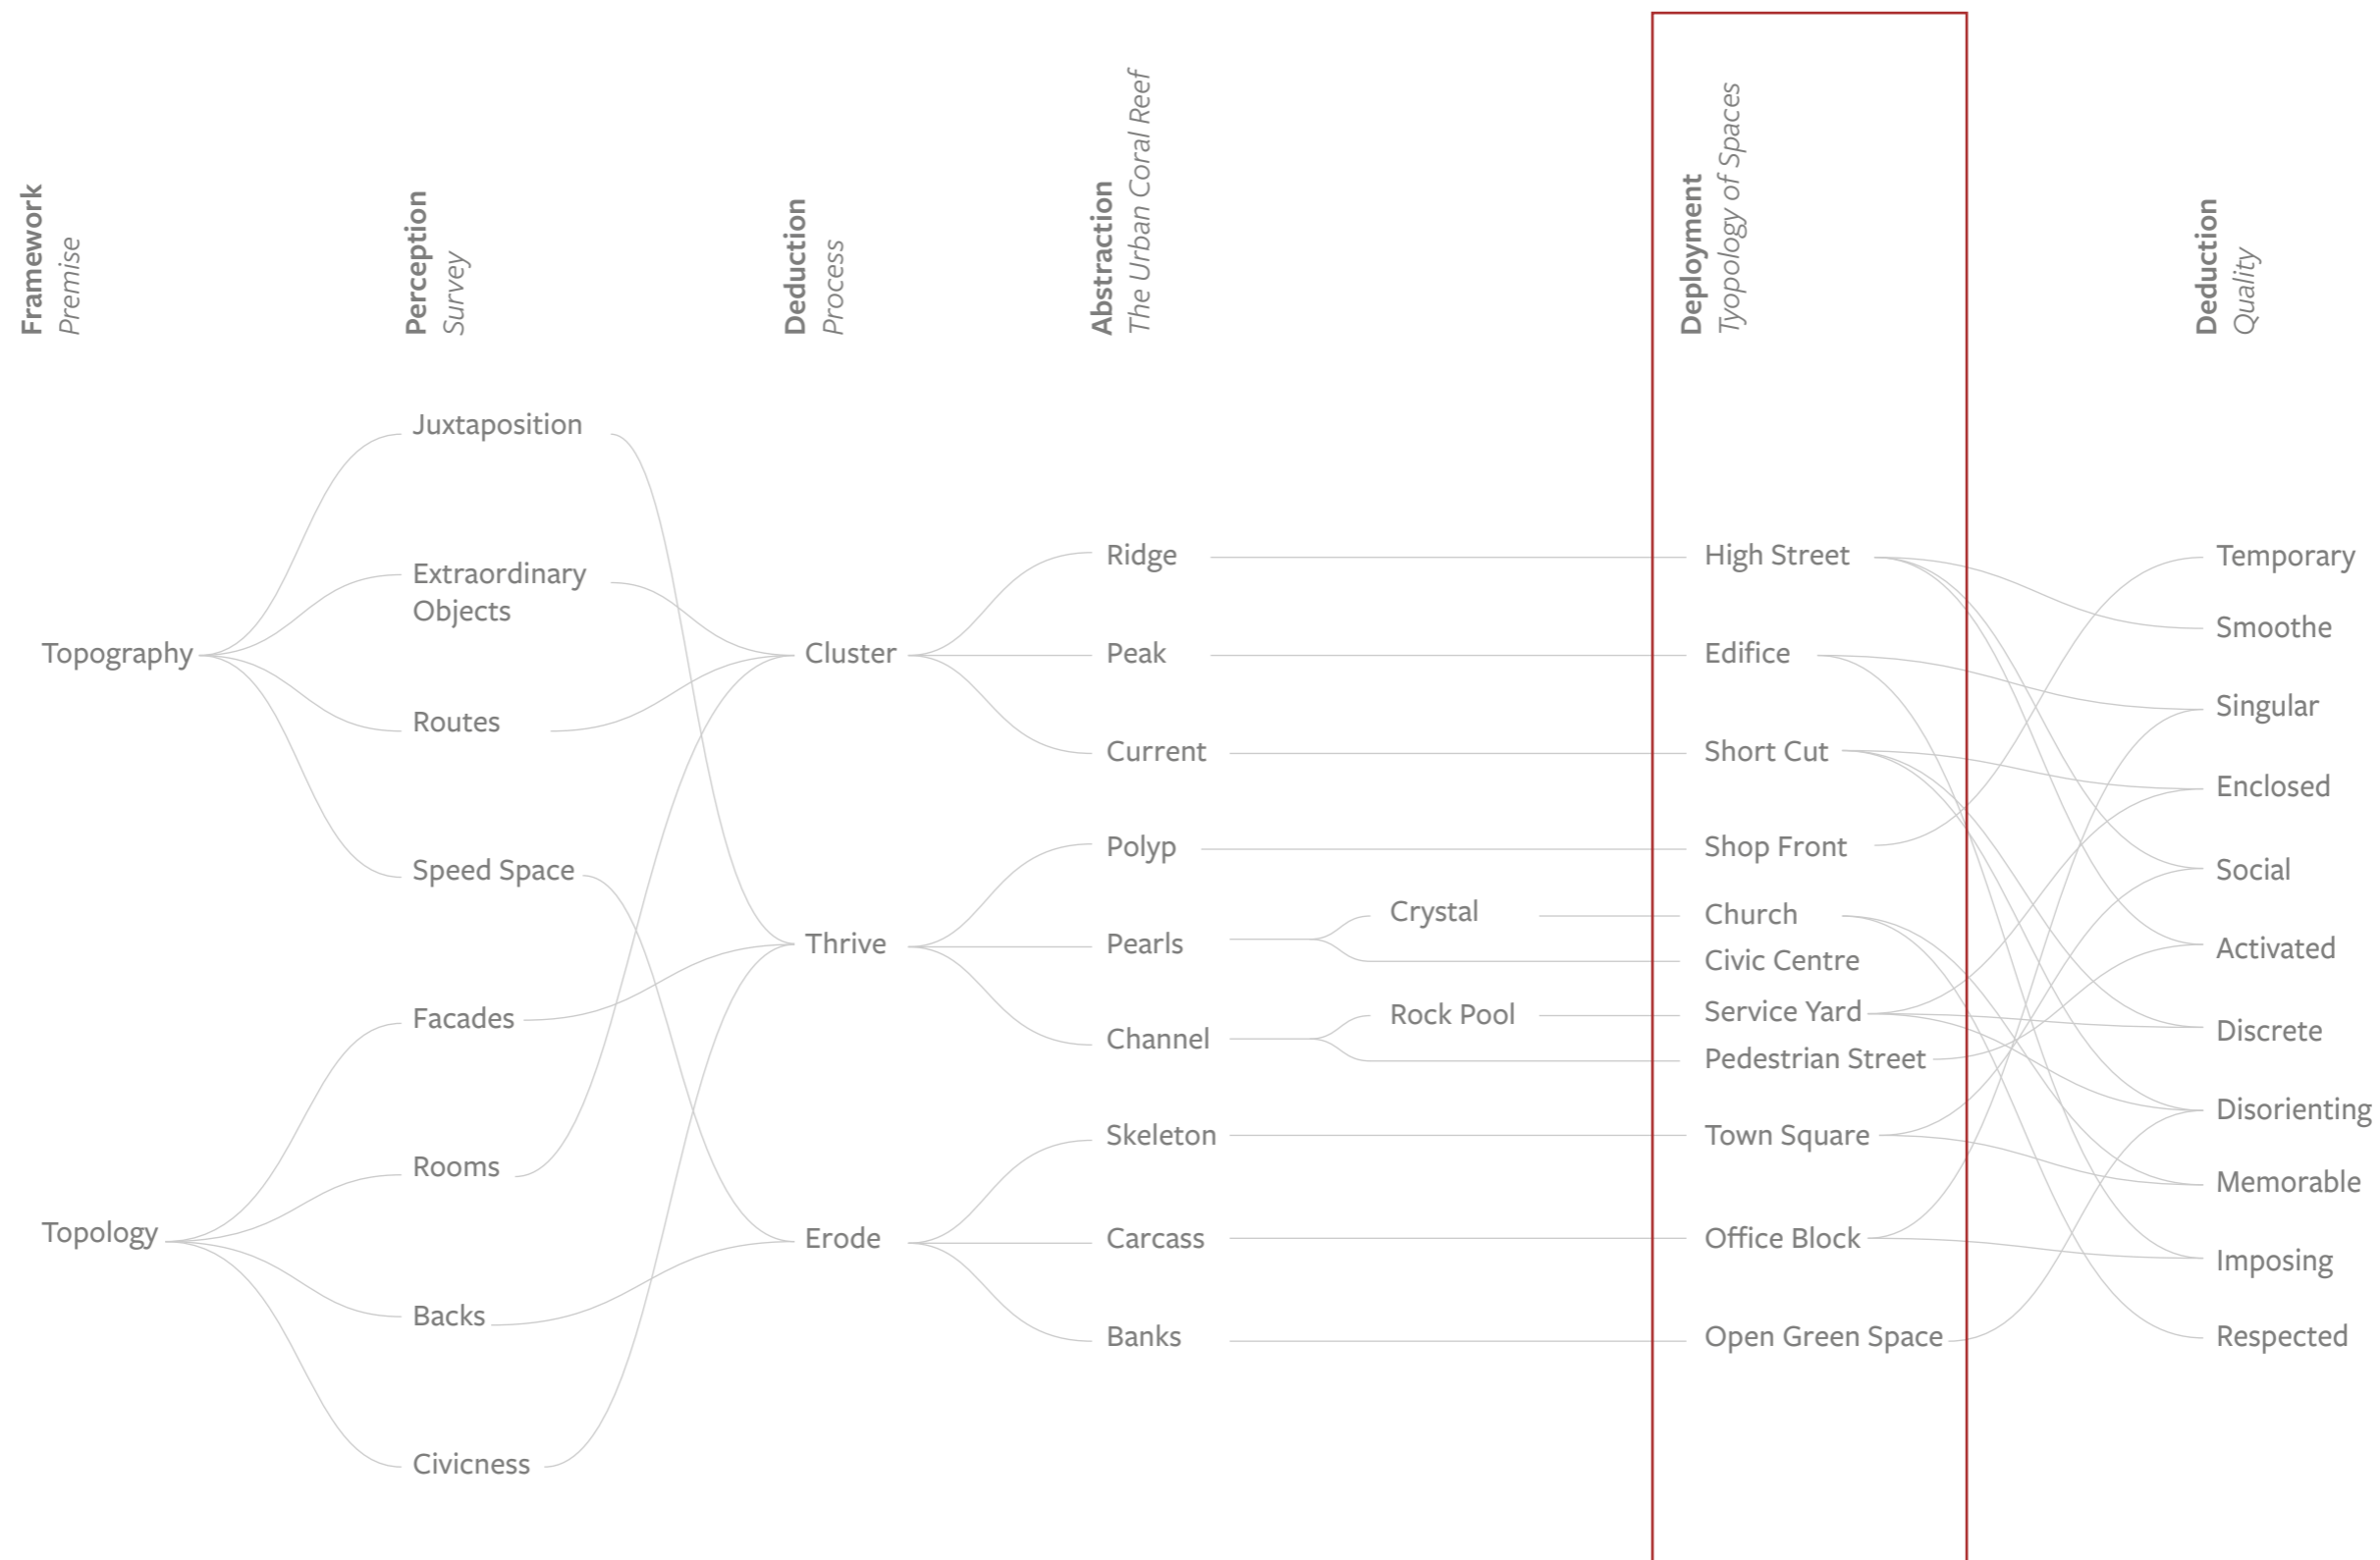 Framework
Premise
Perception
Survey
Deduction
Process
Abstraction
The Urban Coral Reef
Deployment
Tyopology of Spaces
Deduction
Quality
Topography
Topology
Juxtaposition
Extraordinary
Objects
Routes
Speed Space
Facades
Rooms
Backs
Civicness
Cluster
Thrive
Erode
Ridge
Peak
Current
Polyp
Pearls
Channel
Skeleton
Carcass
Banks
Crystal
Rock Pool
High Street
Edifice
Short Cut
Shop Front
Church
Civic Centre
Service Yard
Pedestrian Street
Town Square
Office Block
Open Green Space
Temporary
Smoothe
Singular
Enclosed
Social
Activated
Discrete
Disorienting
Memorable
Imposing
Respected